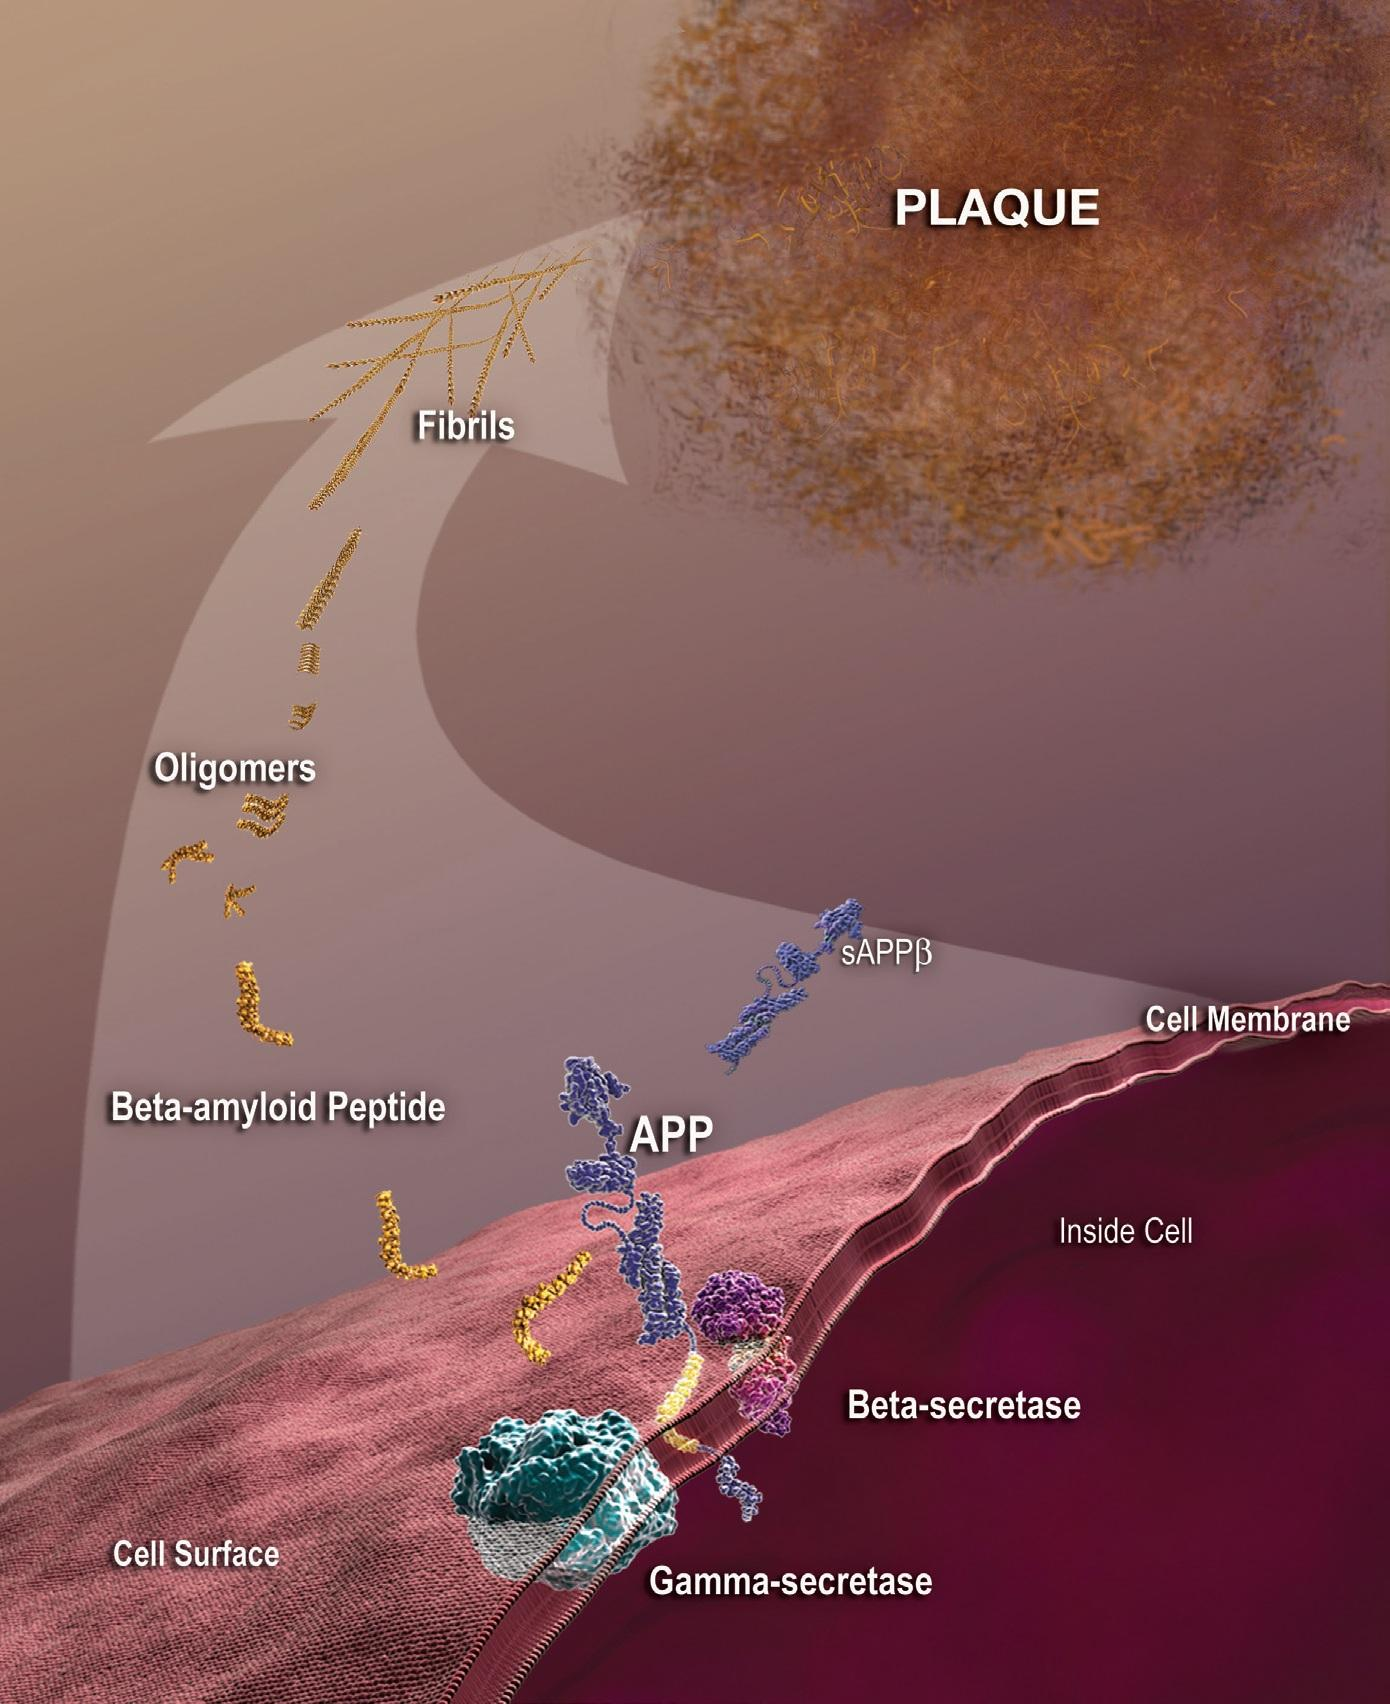 PLAQUE
Fibrils
Oligomers
sAPPβ
Cell Membrane
Beta-amyloid Peptide
APP
Inside Cell
Beta-secretase
Cell Surface
Gamma-secretase